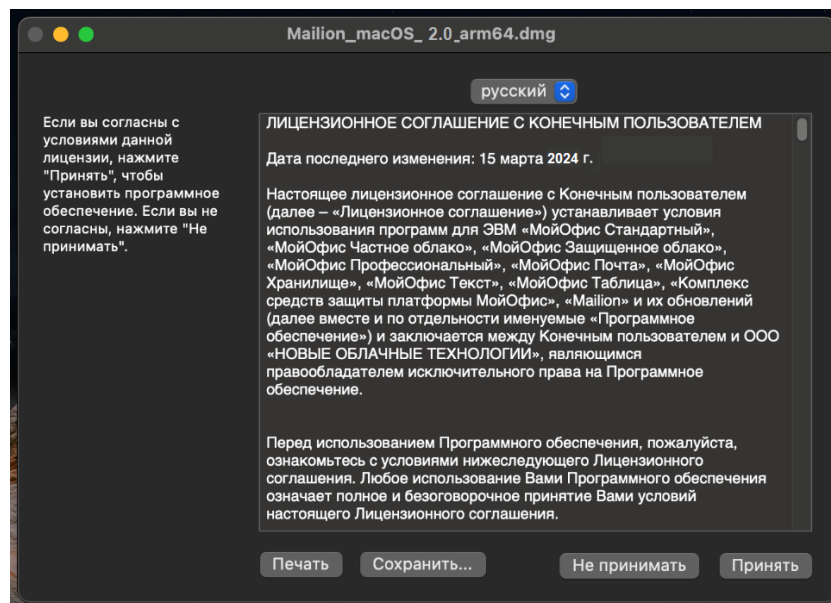 Mailion_macOS_ 2.0_arm64.dmg
русский
Если вы согласны с
условиями данной
лицензии, нажмите
"Принять", чтобы
установить программное
обеспечение. Если вы не
согласны, нажмите "Не
принимать".
ЛИЦЕНЗИОННОЕ СОГЛАШЕНИЕ С КОНЕЧНЫМ ПОЛЬЗОВАТЕЛЕМ
Дата последнего изменения: 15 марта 2024 г.
Настоящее лицензионное соглашение с Конечным пользователем
(далее – «Лицензионное соглашение») устанавливает условия
использования программ для ЭВМ «МойОфис Стандартный»,
«МойОфис Частное облако», «МойОфис Защищенное облако»,
«МойОфис Профессиональный», «МойОфис Почта», «МойОфис
Хранилище», «МойОфис Текст», «МойОфис Таблица», «Комплекс
средств защиты платформы МойОфис», «Mailion» и их обновлений
(далее вместе и по отдельности именуемые «Программное
обеспечение») и заключается между Конечным пользователем и ООО
«НОВЫЕ ОБЛАЧНЫЕ ТЕХНОЛОГИИ», являющимся
правообладателем исключительного права на Программное
обеспечение.
Перед использованием Программного обеспечения, пожалуйста,
ознакомьтесь с условиями нижеследующего Лицензионного
соглашения. Любое использование Вами Программного обеспечения
означает полное и безоговорочное принятие Вами условий
настоящего Лицензионного соглашения.
Печать
Сохранить...
Не принимать
Принять